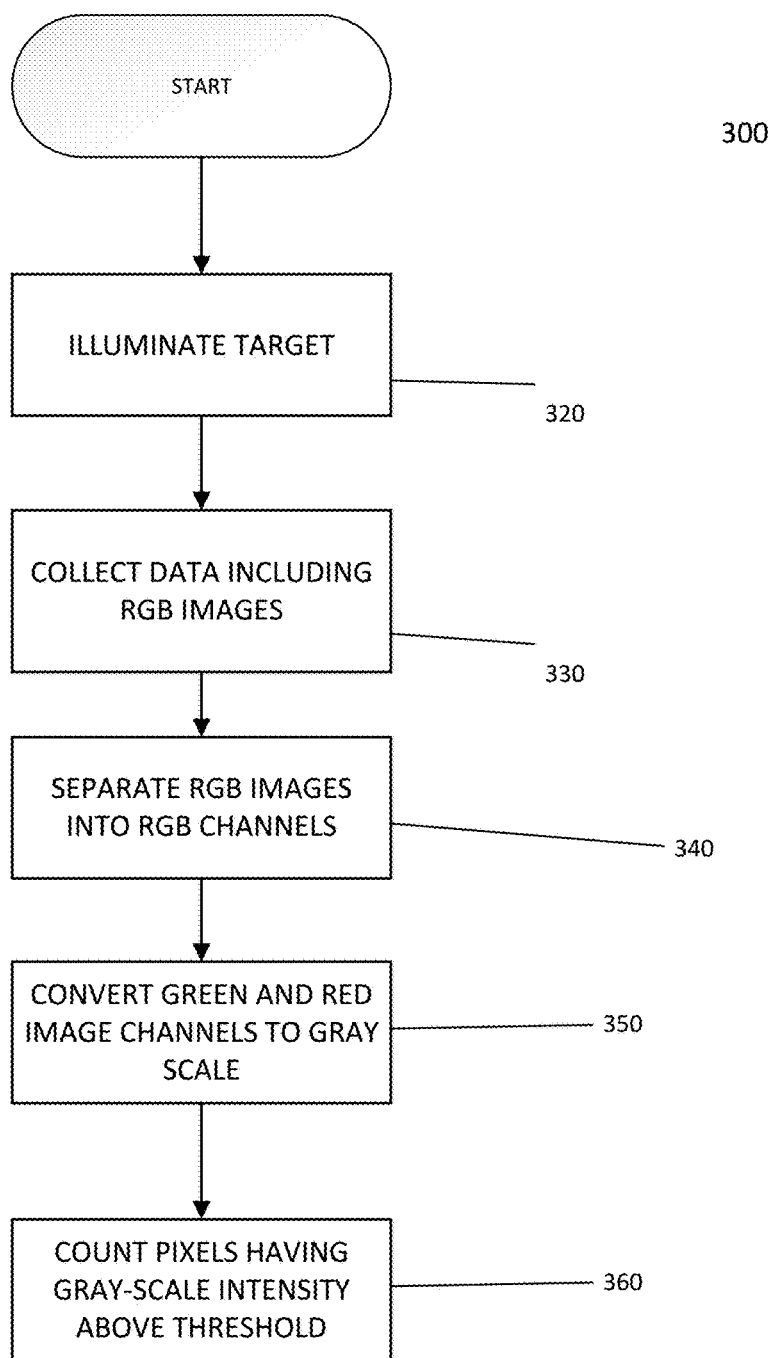 START
300
ILLUMINATE TARGET
320
COLLECT DATA INCLUDING
RGB IMAGES
330
SEPARATE RGB IMAGES
INTO RGB CHANNELS
340
CONVERT GREEN AND RED
IMAGE CHANNELS TO GRAY
SCALE
350
COUNT PIXELS HAVING
GRAY-SCALE INTENSITY
ABOVE THRESHOLD
360